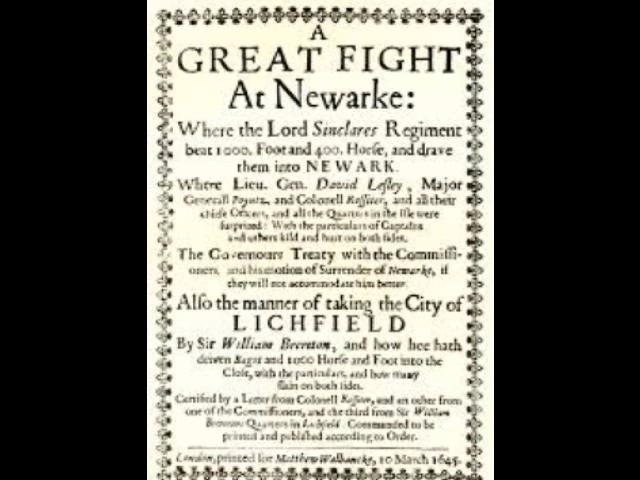 A
GREAT FIGHT
At Newarke:
Where the Lord Sinclares Regiment
beat 1000. Foot and 400. Horse, and drave
them into NEWARK.
Where Lieu. Gen. David Lesley, Major
Generall Poyntz, and Colonell Rossiter, and all their
chiefe Officers, and all the Quarters in the Isle were
surprized: With the particulars of Captains
and others kild and hurt on both sides.
The Governours Treaty with the Commissi-
oners, and his motion of Surrender of Newarke, if
they will not accommodate him better.
Also the manner of taking the City of
LICHFIELD
By Sir William Brereton, and how hee hath
driven Bagot and 1000 Horse and Foot into the
Close, with the particulars, and how many
slain on both sides.
Certified by a Letter from Colonell Rossiter, and an other from
one of the Commissioners, and the third from Sir William
Breretons Quarters in Lichfield. Commanded to be
printed and published according to Order.
London, printed for Matthew Walbancke, 10 March 1645.